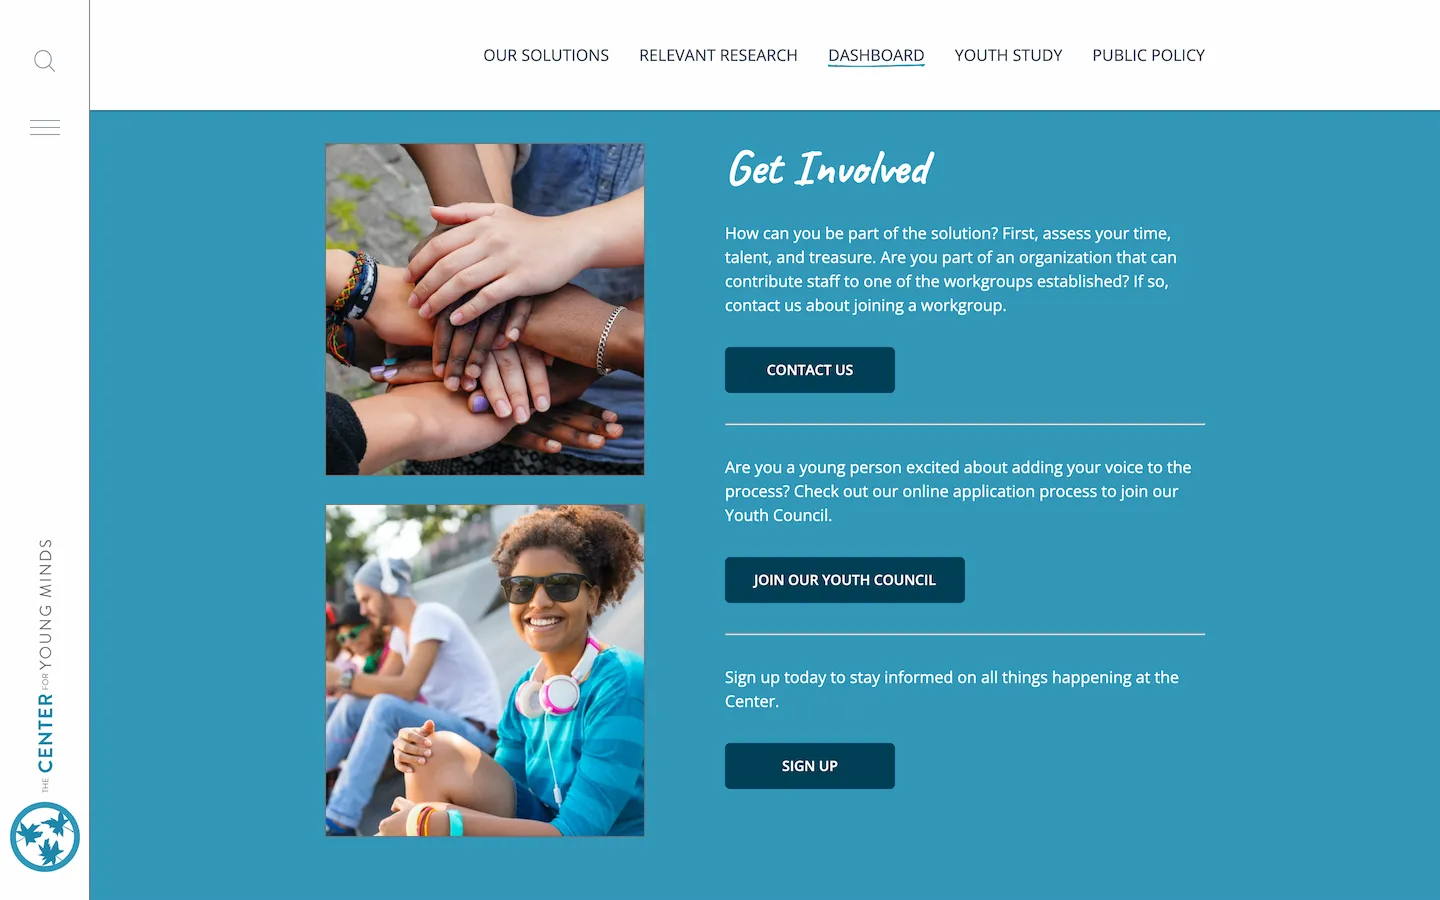 OUR SOLUTIONS
RELEVANT RESEARCH
DASHBOARD
YOUTH STUDY
PUBLIC POLICY
Get Involved
How can you be part of the solution? First, assess your time,
talent, and treasure. Are you part of an organization that can
contribute staff to one of the workgroups established? If so,
contact us about joining a workgroup.
CONTACT US
Are you a young person excited about adding your voice to the
process? Check out our online application process to join our
Youth Council.
JOIN OUR YOUTH COUNCIL
Sign up today to stay informed on all things happening at the
Center.
SIGN UP
THE CENTER FOR YOUNG MINDS